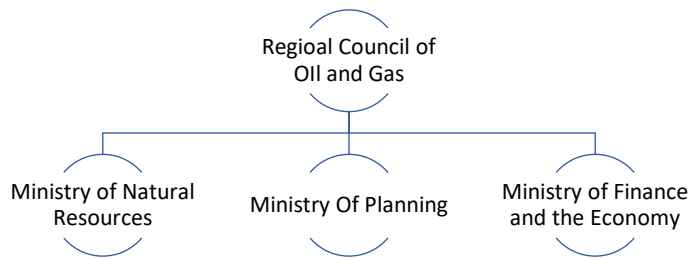 Regioal Council of
OIl and Gas
Ministry of Natural
Resources
Ministry Of Planning
Ministry of Finance
and the Economy